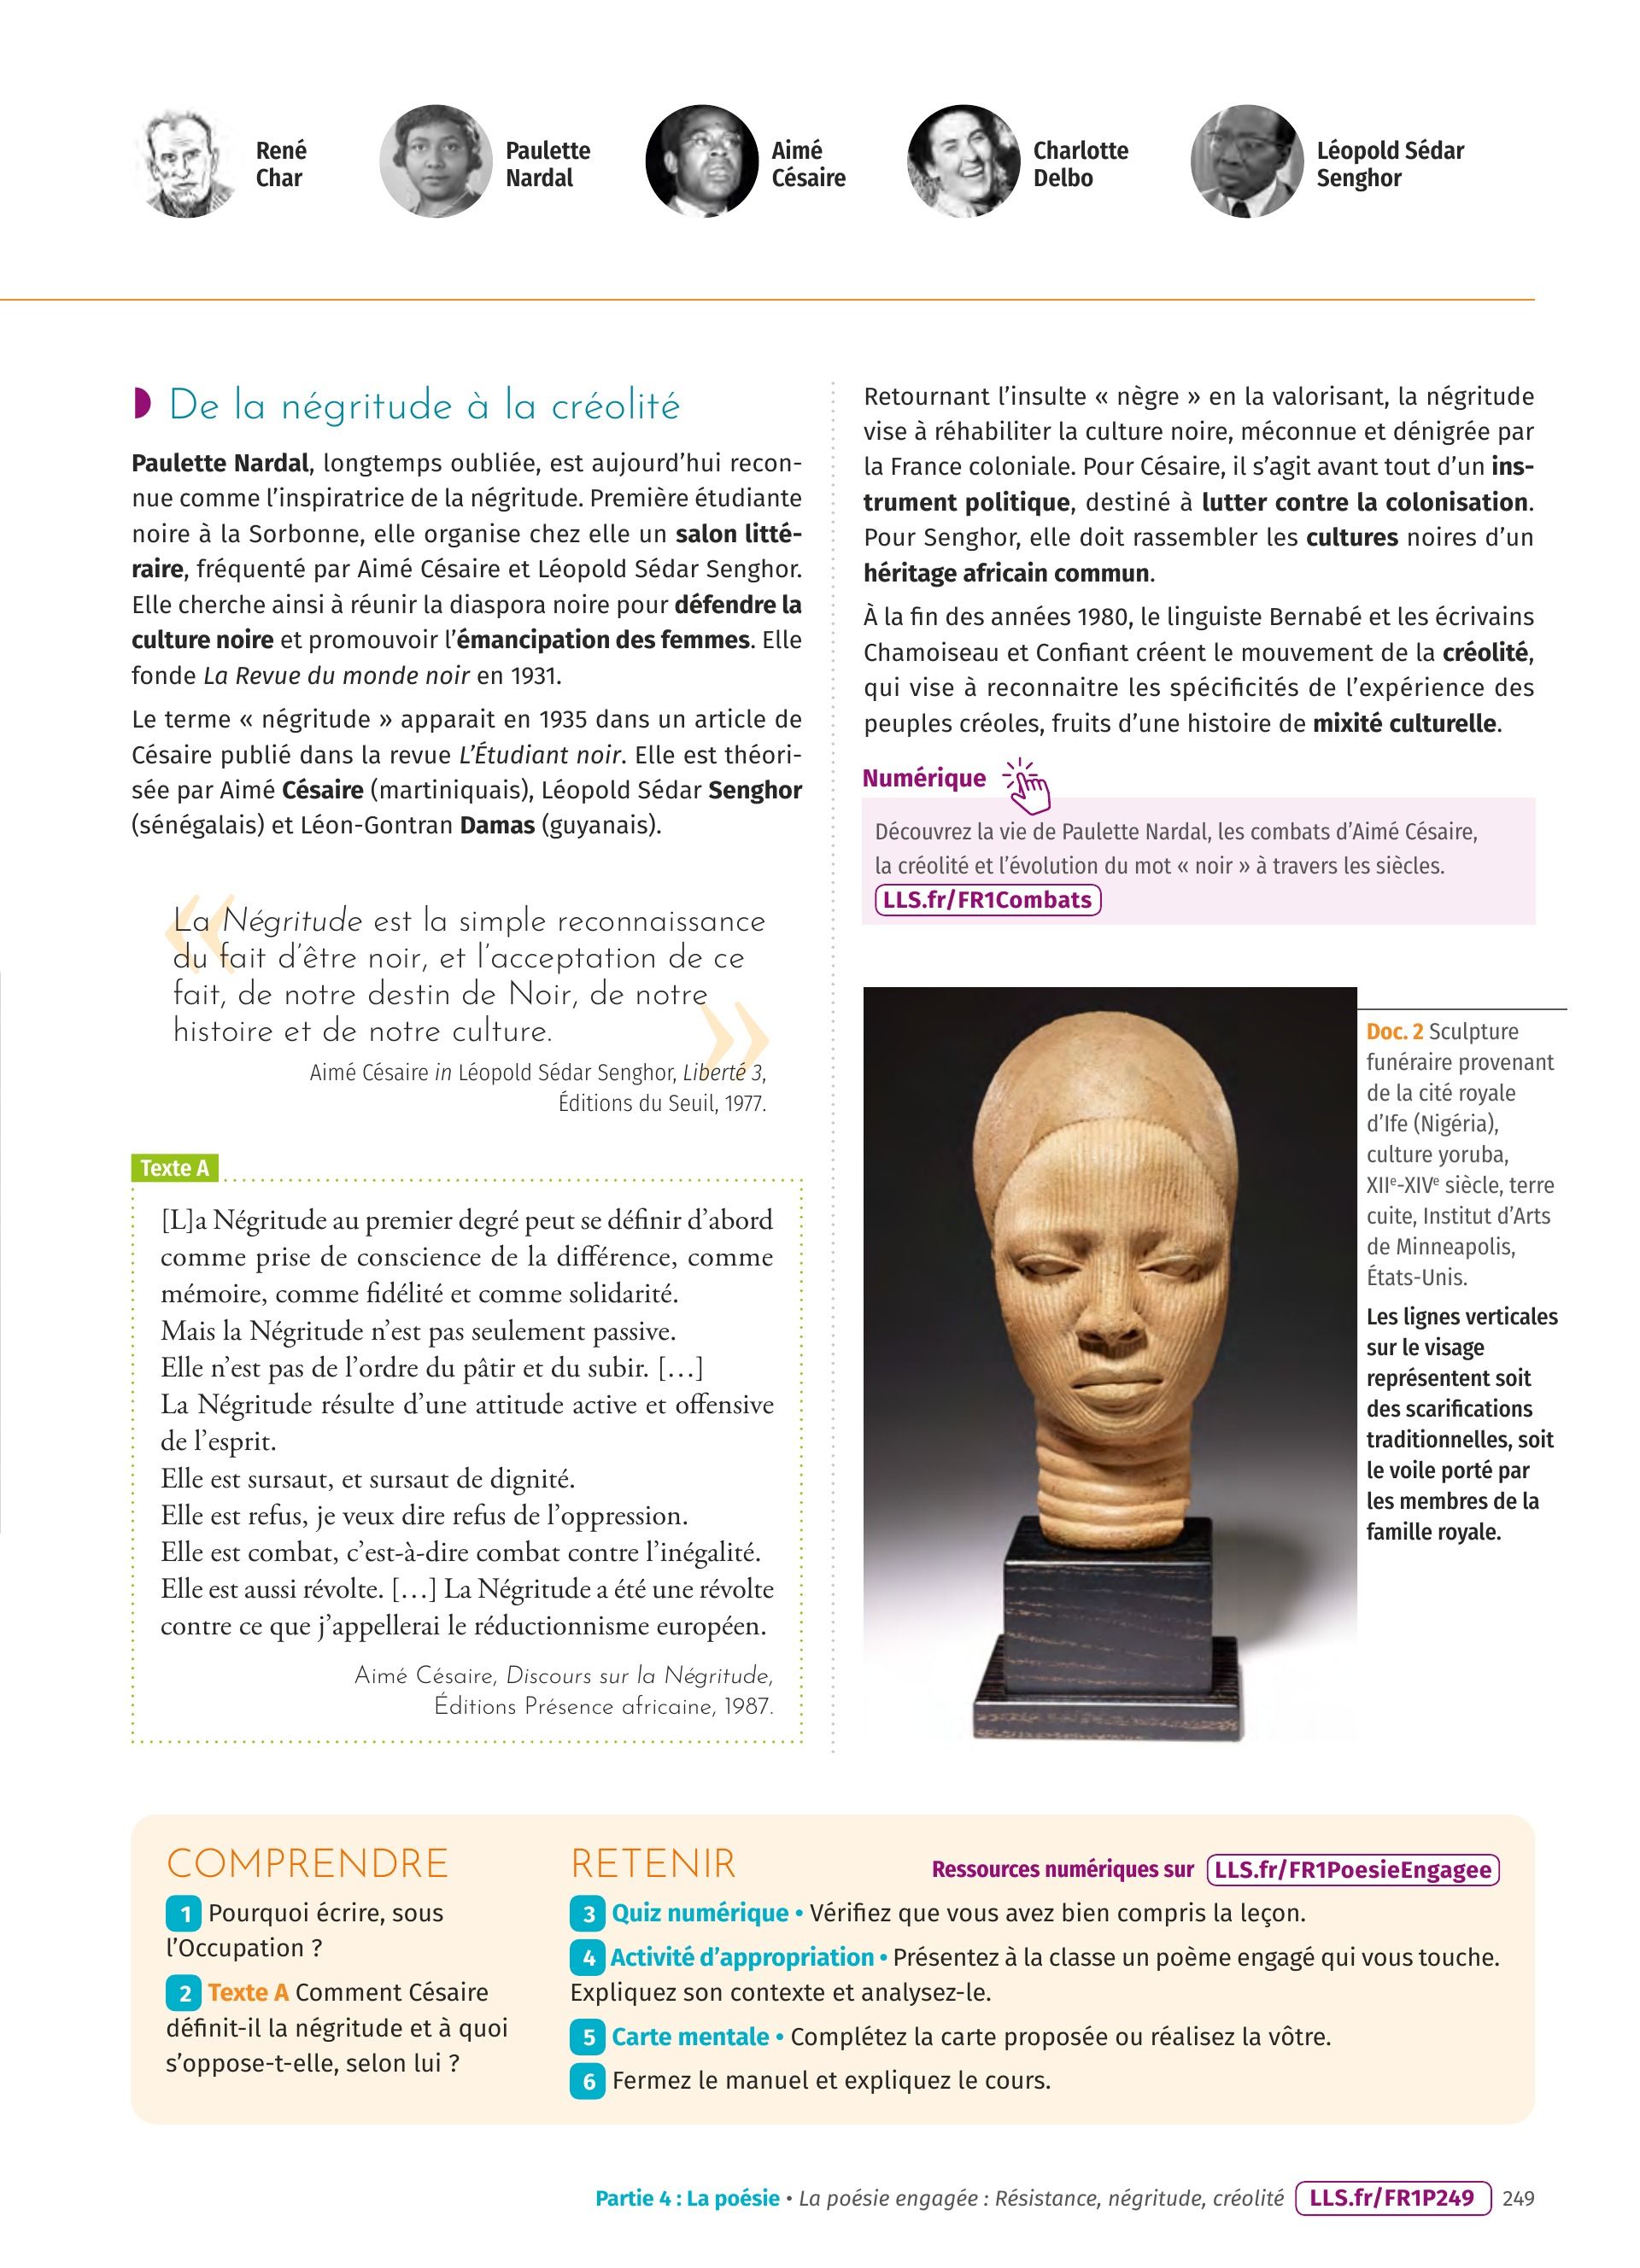 René
Char
Paulette
Nardal
Aimé
Césaire
Charlotte
Delbo
Léopold Sédar
Senghor
De la négritude à la créolité
Paulette Nardal, longtemps oubliée, est aujourd’hui recon-
nue comme l’inspiratrice de la négritude. Première étudiante
noire à la Sorbonne, elle organise chez elle un salon litté-
raire, fréquenté par Aimé Césaire et Léopold Sédar Senghor.
Elle cherche ainsi à réunir la diaspora noire pour défendre la
culture noire et promouvoir l’émancipation des femmes. Elle
fonde La Revue du monde noir en 1931.
Le terme « négritude » apparait en 1935 dans un article de
Césaire publié dans la revue L’Étudiant noir. Elle est théori-
sée par Aimé Césaire (martiniquais), Léopold Sédar Senghor
(sénégalais) et Léon-Gontran Damas (guyanais).
« La Négritude est la simple reconnaissance
du fait d’être noir, et l’acceptation de ce
fait, de notre destin de Noir, de notre
histoire et de notre culture. »
Aimé Césaire in Léopold Sédar Senghor, Liberté 3,
Éditions du Seuil, 1977.
Texte A
[L]a Négritude au premier degré peut se définir d’abord
comme prise de conscience de la différence, comme
mémoire, comme fidélité et comme solidarité.
Mais la Négritude n’est pas seulement passive.
Elle n’est pas de l’ordre du pâtir et du subir. […]
La Négritude résulte d’une attitude active et offensive
de l’esprit.
Elle est sursaut, et sursaut de dignité.
Elle est refus, je veux dire refus de l’oppression.
Elle est combat, c’est-à-dire combat contre l’inégalité.
Elle est aussi révolte. […] La Négritude a été une révolte
contre ce que j’appellerai le réductionnisme européen.
Aimé Césaire, Discours sur la Négritude,
Éditions Présence africaine, 1987.
Retournant l’insulte « nègre » en la valorisant, la négritude
vise à réhabiliter la culture noire, méconnue et dénigrée par
la France coloniale. Pour Césaire, il s’agit avant tout d’un ins-
trument politique, destiné à lutter contre la colonisation.
Pour Senghor, elle doit rassembler les cultures noires d’un
héritage africain commun.
À la fin des années 1980, le linguiste Bernabé et les écrivains
Chamoiseau et Confiant créent le mouvement de la créolité,
qui vise à reconnaitre les spécificités de l’expérience des
peuples créoles, fruits d’une histoire de mixité culturelle.
Numérique
Découvrez la vie de Paulette Nardal, les combats d’Aimé Césaire,
la créolité et l’évolution du mot « noir » à travers les siècles.
LLS.fr/FR1Combats
Doc. 2 Sculpture
funéraire provenant
de la cité royale
d’Ife (Nigéria),
culture yoruba,
XIIe-XIVe siècle, terre
cuite, Institut d’Arts
de Minneapolis,
États-Unis.
Les lignes verticales
sur le visage
représentent soit
des scarifications
traditionnelles, soit
le voile porté par
les membres de la
famille royale.
COMPRENDRE
1 Pourquoi écrire, sous
l’Occupation ?
2 Texte A Comment Césaire
définit-il la négritude et à quoi
s’oppose-t-elle, selon lui ?
RETENIR
Ressources numériques sur LLS.fr/FR1PoesieEngagee
3 Quiz numérique • Vérifiez que vous avez bien compris la leçon.
4 Activité d’appropriation • Présentez à la classe un poème engagé qui vous touche.
Expliquez son contexte et analysez-le.
5 Carte mentale • Complétez la carte proposée ou réalisez la vôtre.
6 Fermez le manuel et expliquez le cours.
Partie 4 : La poésie • La poésie engagée : Résistance, négritude, créolité LLS.fr/FR1P249 249